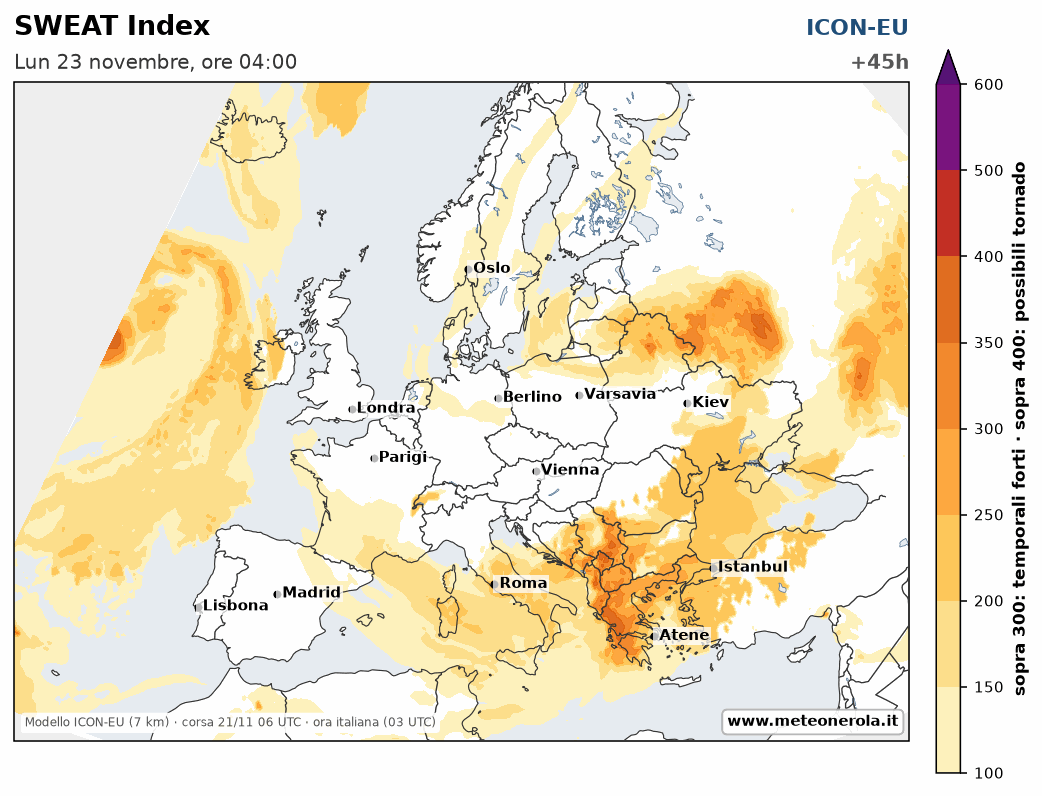 SWEAT Index
ICON-EU
Lun 23 novembre, ore 04:00
+45h
600
500
400
350
300
250
200
150
100
sopra 300: temporali forti · sopra 400: possibili tornado
Oslo
Londra
Berlino
Varsavia
Kiev
Parigi
Vienna
Roma
Istanbul
Madrid
Lisbona
Atene
Modello ICON-EU (7 km) · corsa 21/11 06 UTC · ora italiana (03 UTC)
www.meteonerola.it